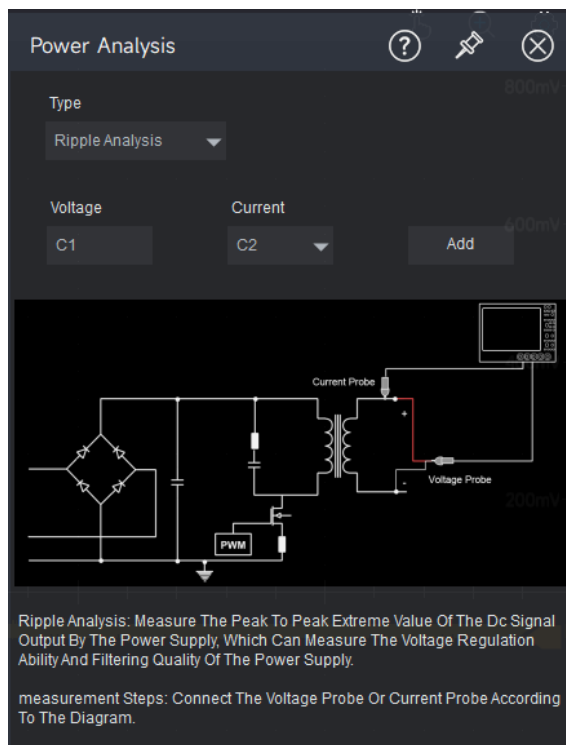 Power Analysis
800mV
Type
Ripple Analysis
Voltage
Current
600mV
C1
C2
Add
Current Probe
+
-
Voltage Probe
200mV
PWM
Ripple Analysis: Measure The Peak To Peak Extreme Value Of The Dc Signal
Output By The Power Supply, Which Can Measure The Voltage Regulation
Ability And Filtering Quality Of The Power Supply.
measurement Steps: Connect The Voltage Probe Or Current Probe According
To The Diagram.